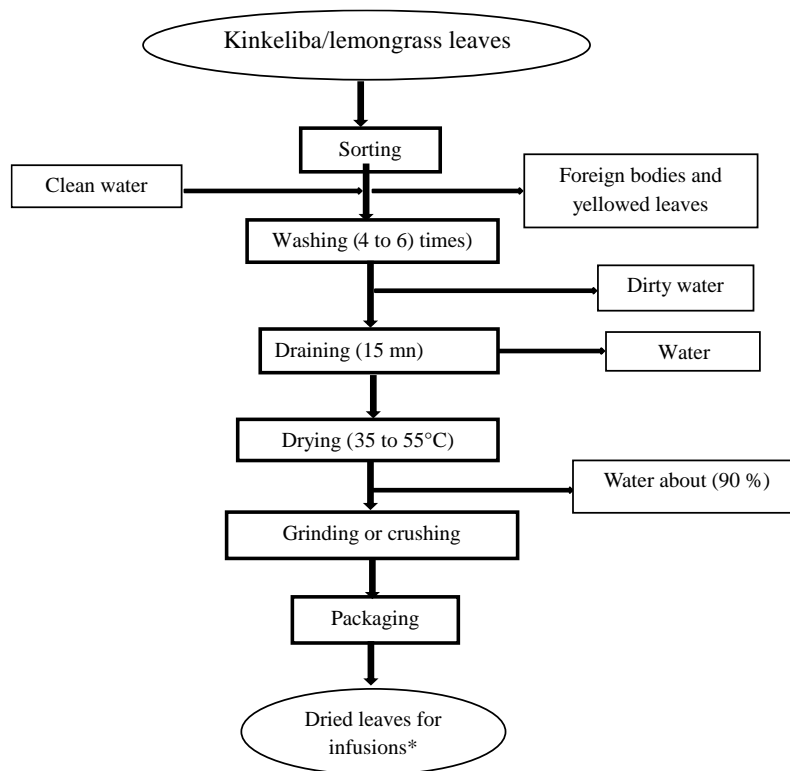 Kinkeliba/lemongrass leaves
Sorting
Clean water
Foreign bodies and
yellowed leaves
Washing (4 to 6) times)
Dirty water
Draining (15 mn)
Water
Drying (35 to 55°C)
Water about (90 %)
Grinding or crushing
Packaging
Dried leaves for
infusions*